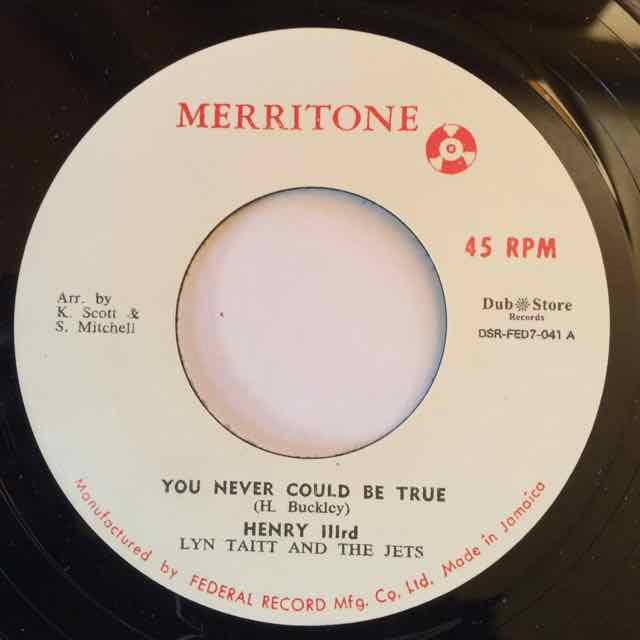 MERRITONE
45 RPM
Arr. by
K. Scott &
S. Mitchell
Dub Store
Records
DSR-FED7-041 A
YOU NEVER COULD BE TRUE
(H. Buckley)
HENRY IIIrd
LYN TAITT AND THE JETS
Manufactured by FEDERAL RECORD Mfg. Co. Ltd. Made in Jamaica